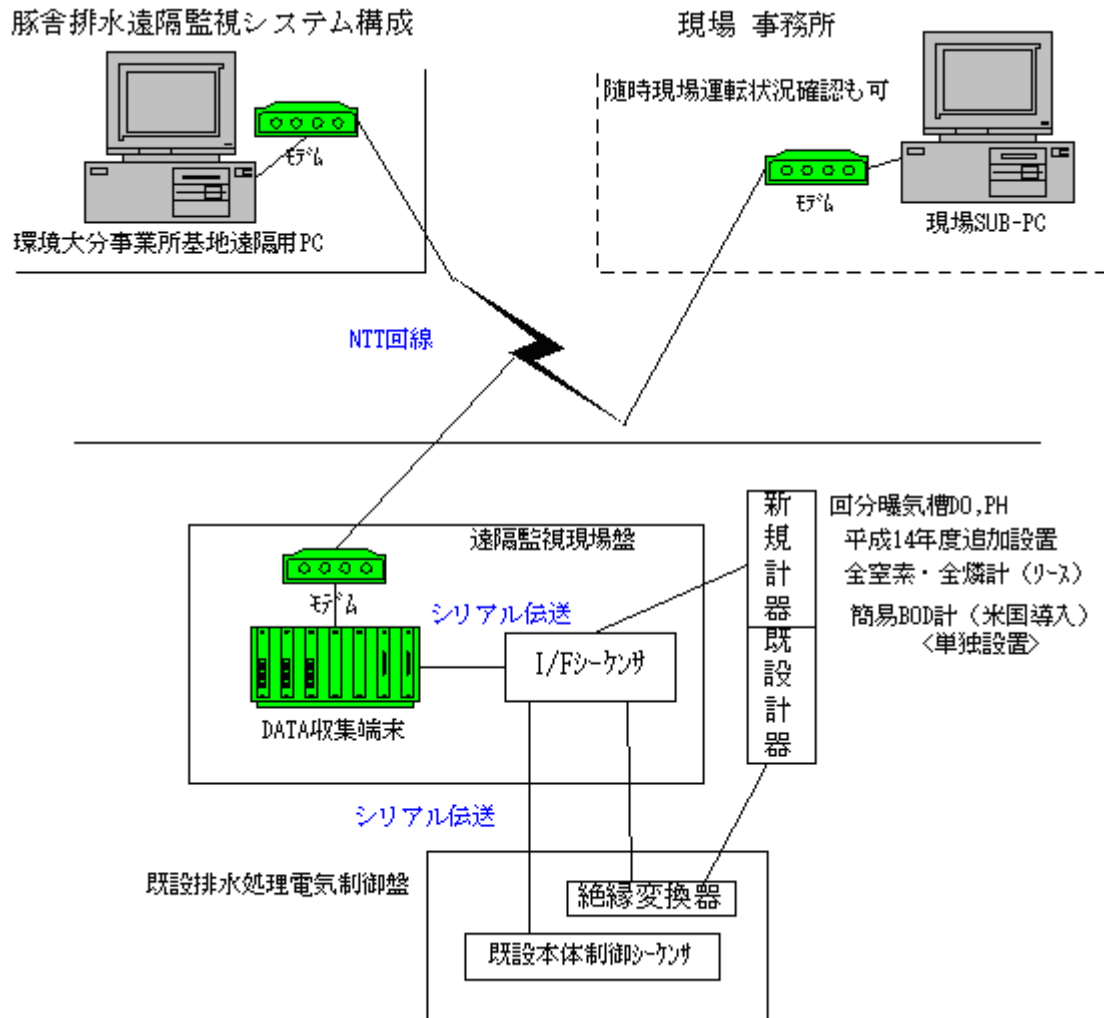 豚舎排水遠隔監視システム構成
現場 事務所
随時現場運転状況確認も可
ﾓﾃﾞﾑ
ﾓﾃﾞﾑ
環境大分事業所基地遠隔用PC
現場SUB-PC
NTT回線
新規計器
回分曝気槽DO,PH
平成14年度追加設置
全窒素・全燐計（ﾘｰｽ）
簡易BOD計（米国導入）
<単独設置>
遠隔監視現場盤
ﾓﾃﾞﾑ
シリアル伝送
I/Fｼｰｹﾝｻ
DATA収集端末
既設計器
シリアル伝送
既設排水処理電気制御盤
絶縁変換器
既設本体制御ｼｰｹﾝｻ